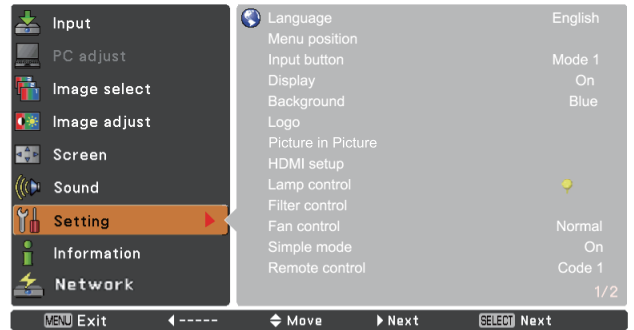 Input
PC adjust
Image select
Image adjust
Screen
Sound
Setting
Information
Network
Language English
Menu position
Input button Mode 1
Display On
Background Blue
Logo
Picture in Picture
HDMI setup
Lamp control
Filter control
Fan control Normal
Simple mode On
Remote control Code 1
1/2
MENU Exit ----- Move Next SELECT Next